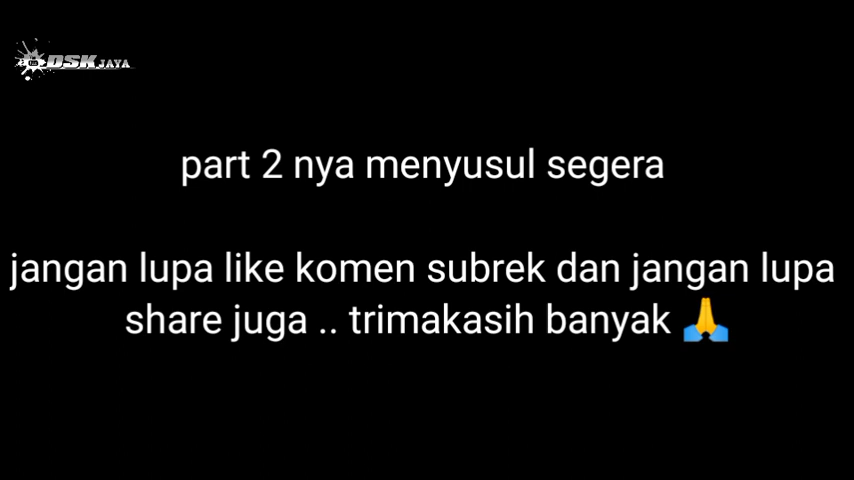 DSK JAYA
part 2 nya menyusul segera
jangan lupa like komen subrek dan jangan lupa
share juga .. trimakasih banyak 🙏